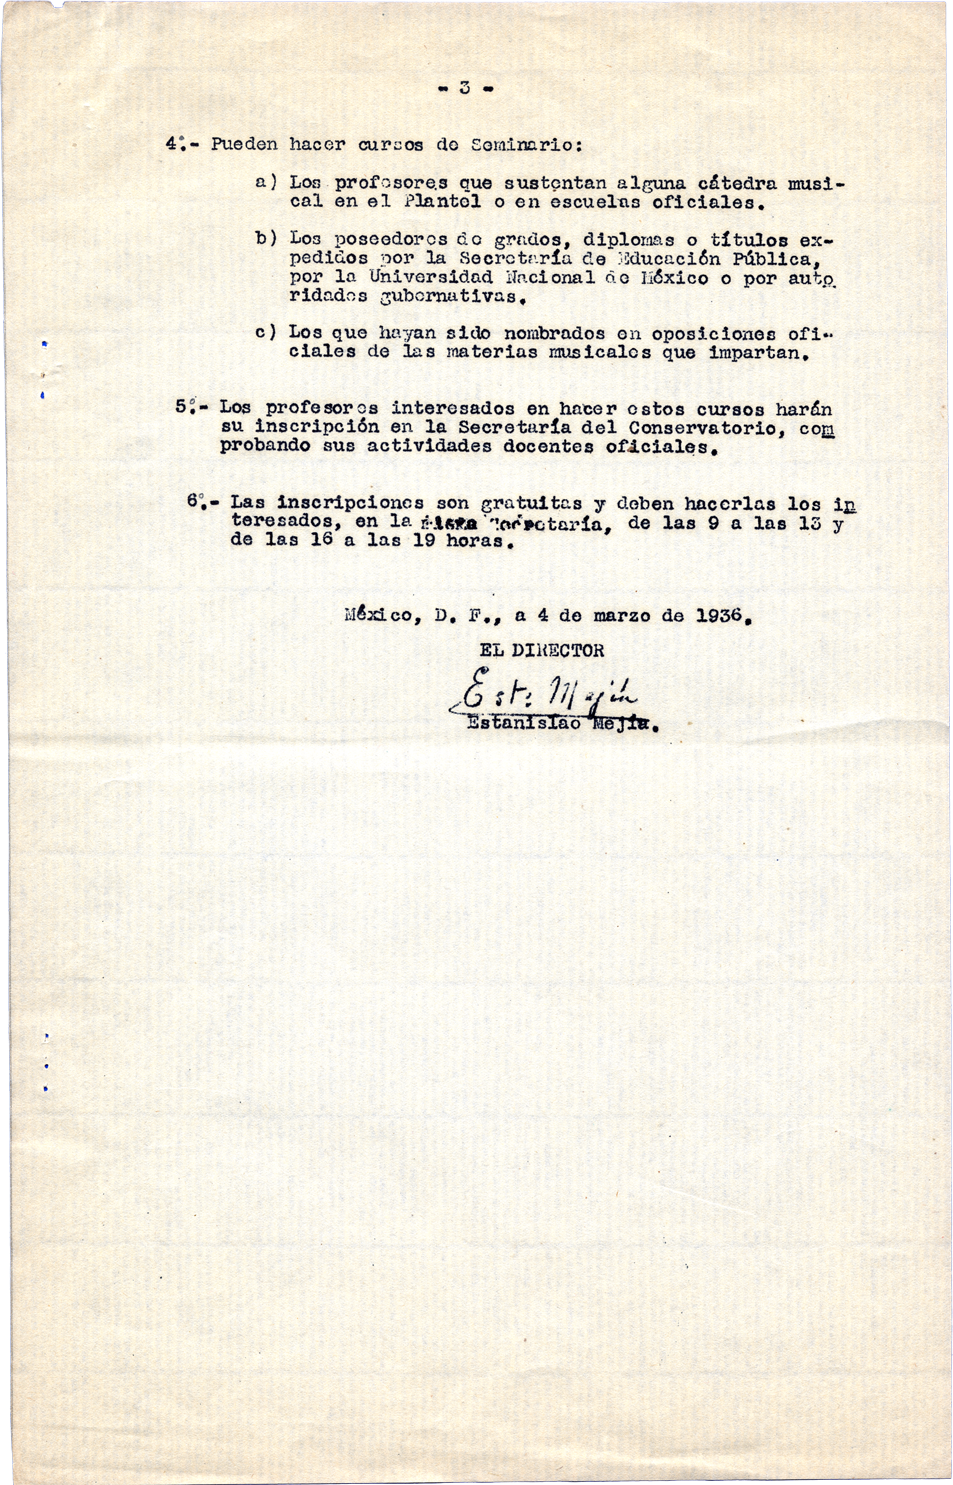 - 3 -
4°.- Pueden hacer cursos de Seminario:
a) Los profesores que sustentan alguna cátedra musi-
cal en el Plantel o en escuelas oficiales.
b) Los poseedores de grados, diplomas o títulos ex-
pedidos por la Secretaría de Educación Pública,
por la Universidad Nacional de México o por auto
ridades gubernativas.
c) Los que hayan sido nombrados en oposiciones ofi-
ciales de las materias musicales que impartan.
5°.- Los profesores interesados en hacer estos cursos harán
su inscripción en la Secretaría del Conservatorio, com
probando sus actividades docentes oficiales.
6°.- Las inscripciones son gratuitas y deben hacerlas los in
teresados, en la Secretaría, de las 9 a las 13 y
de las 16 a las 19 horas.
México, D. F., a 4 de marzo de 1936.
EL DIRECTOR
Est. Mejía
Estanislao Mejía.